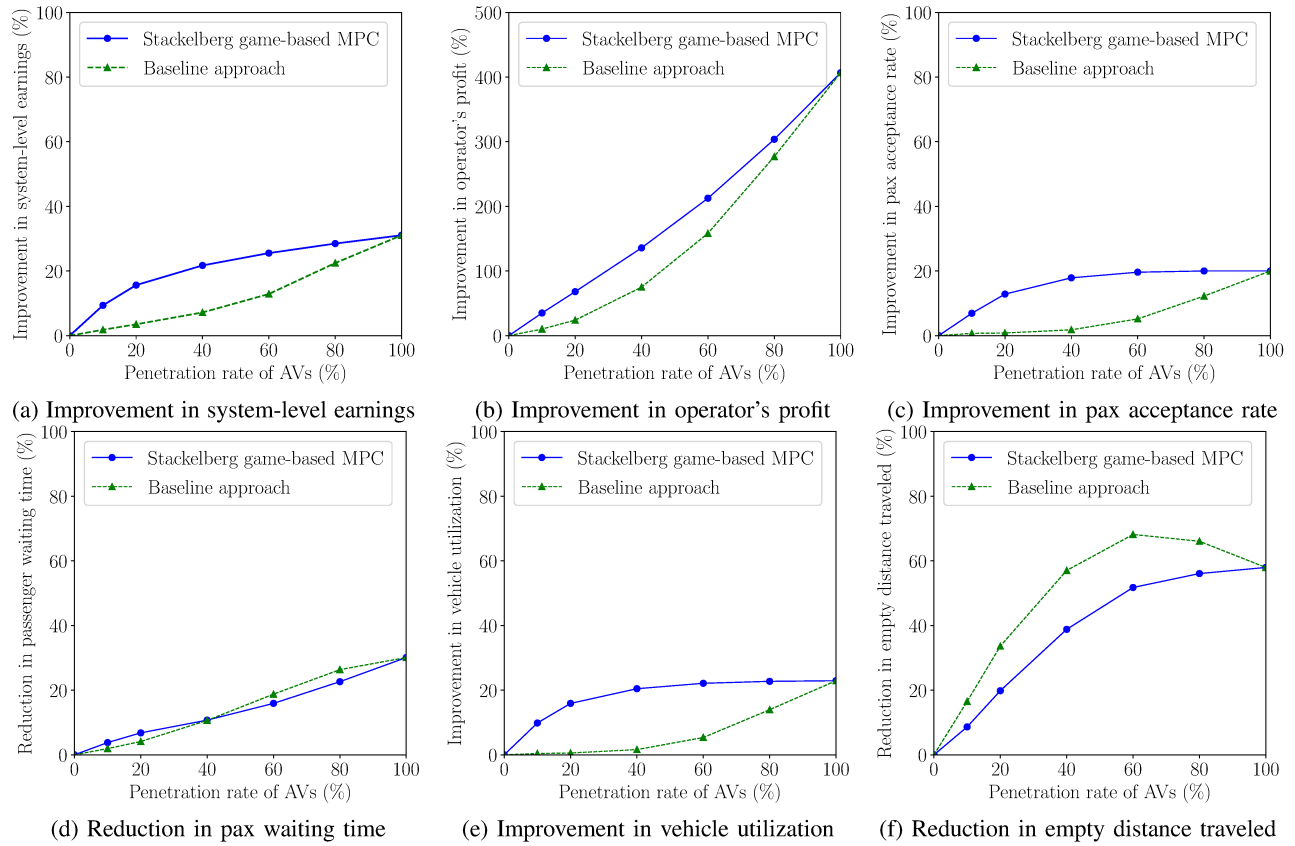 Improvement in system-level earnings (%)
100
80
60
40
20
0
Stackelberg game-based MPC
Baseline approach
0 20 40 60 80 100
Penetration rate of AVs (%)
(a) Improvement in system-level earnings
Improvement in operator's profit (%)
500
400
300
200
100
0
Stackelberg game-based MPC
Baseline approach
0 20 40 60 80 100
Penetration rate of AVs (%)
(b) Improvement in operator's profit
Improvement in pax acceptance rate (%)
100
80
60
40
20
0
Stackelberg game-based MPC
Baseline approach
0 20 40 60 80 100
Penetration rate of AVs (%)
(c) Improvement in pax acceptance rate
Reduction in passenger waiting time (%)
100
80
60
40
20
0
Stackelberg game-based MPC
Baseline approach
0 20 40 60 80 100
Penetration rate of AVs (%)
(d) Reduction in pax waiting time
Improvement in vehicle utilization (%)
100
80
60
40
20
0
Stackelberg game-based MPC
Baseline approach
0 20 40 60 80 100
Penetration rate of AVs (%)
(e) Improvement in vehicle utilization
Reduction in empty distance traveled (%)
100
80
60
40
20
0
Stackelberg game-based MPC
Baseline approach
0 20 40 60 80 100
Penetration rate of AVs (%)
(f) Reduction in empty distance traveled